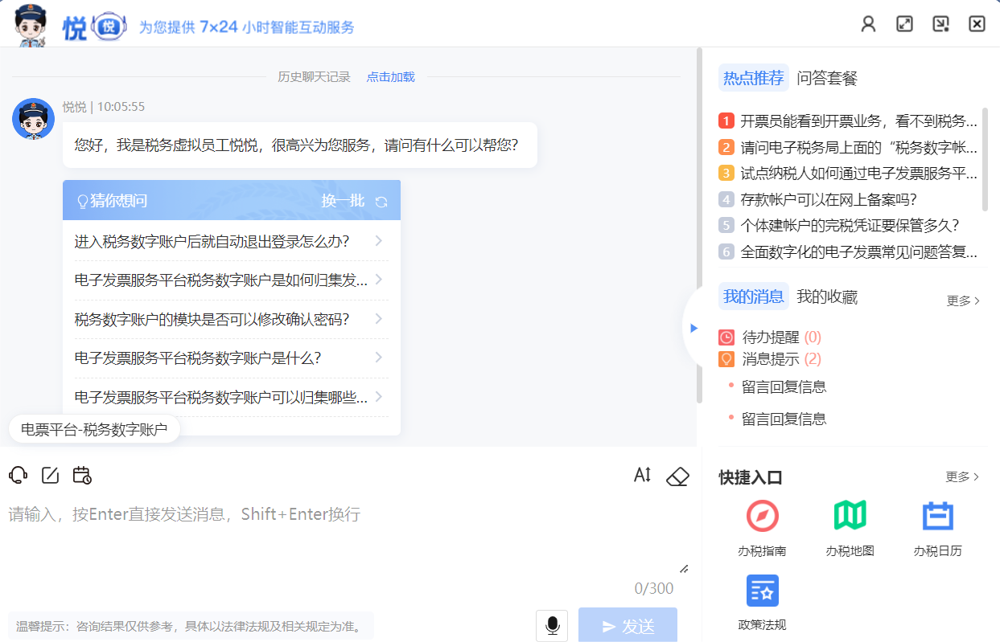 悦 悦 为您提供 7×24 小时智能互动服务
历史聊天记录 点击加载
悦悦 | 10:05:55
您好，我是税务虚拟员工悦悦，很高兴为您服务，请问有什么可以帮您？
猜你想问 换一批
进入税务数字账户后就自动退出登录怎么办？
电子发票服务平台税务数字账户是如何归集发...
税务数字账户的模块是否可以修改确认密码？
电子发票服务平台税务数字账户是什么？
电子发票服务平台税务数字账户可以归集哪些...
电票平台-税务数字账户
请输入，按Enter直接发送消息，Shift+Enter换行
0/300
温馨提示：咨询结果仅供参考，具体以法律法规及相关规定为准。
发送
热点推荐 问答套餐
1 开票员能看到开票业务，看不到税务...
2 请问电子税务局上面的“税务数字帐...
3 试点纳税人如何通过电子发票服务平...
4 存款帐户可以在网上备案吗？
5 个体建帐户的完税凭证要保管多久？
6 全面数字化的电子发票常见问题答复...
我的消息 我的收藏 更多
待办提醒 (0)
消息提示 (2)
留言回复信息
留言回复信息
快捷入口 更多
办税指南 办税地图 办税日历
政策法规